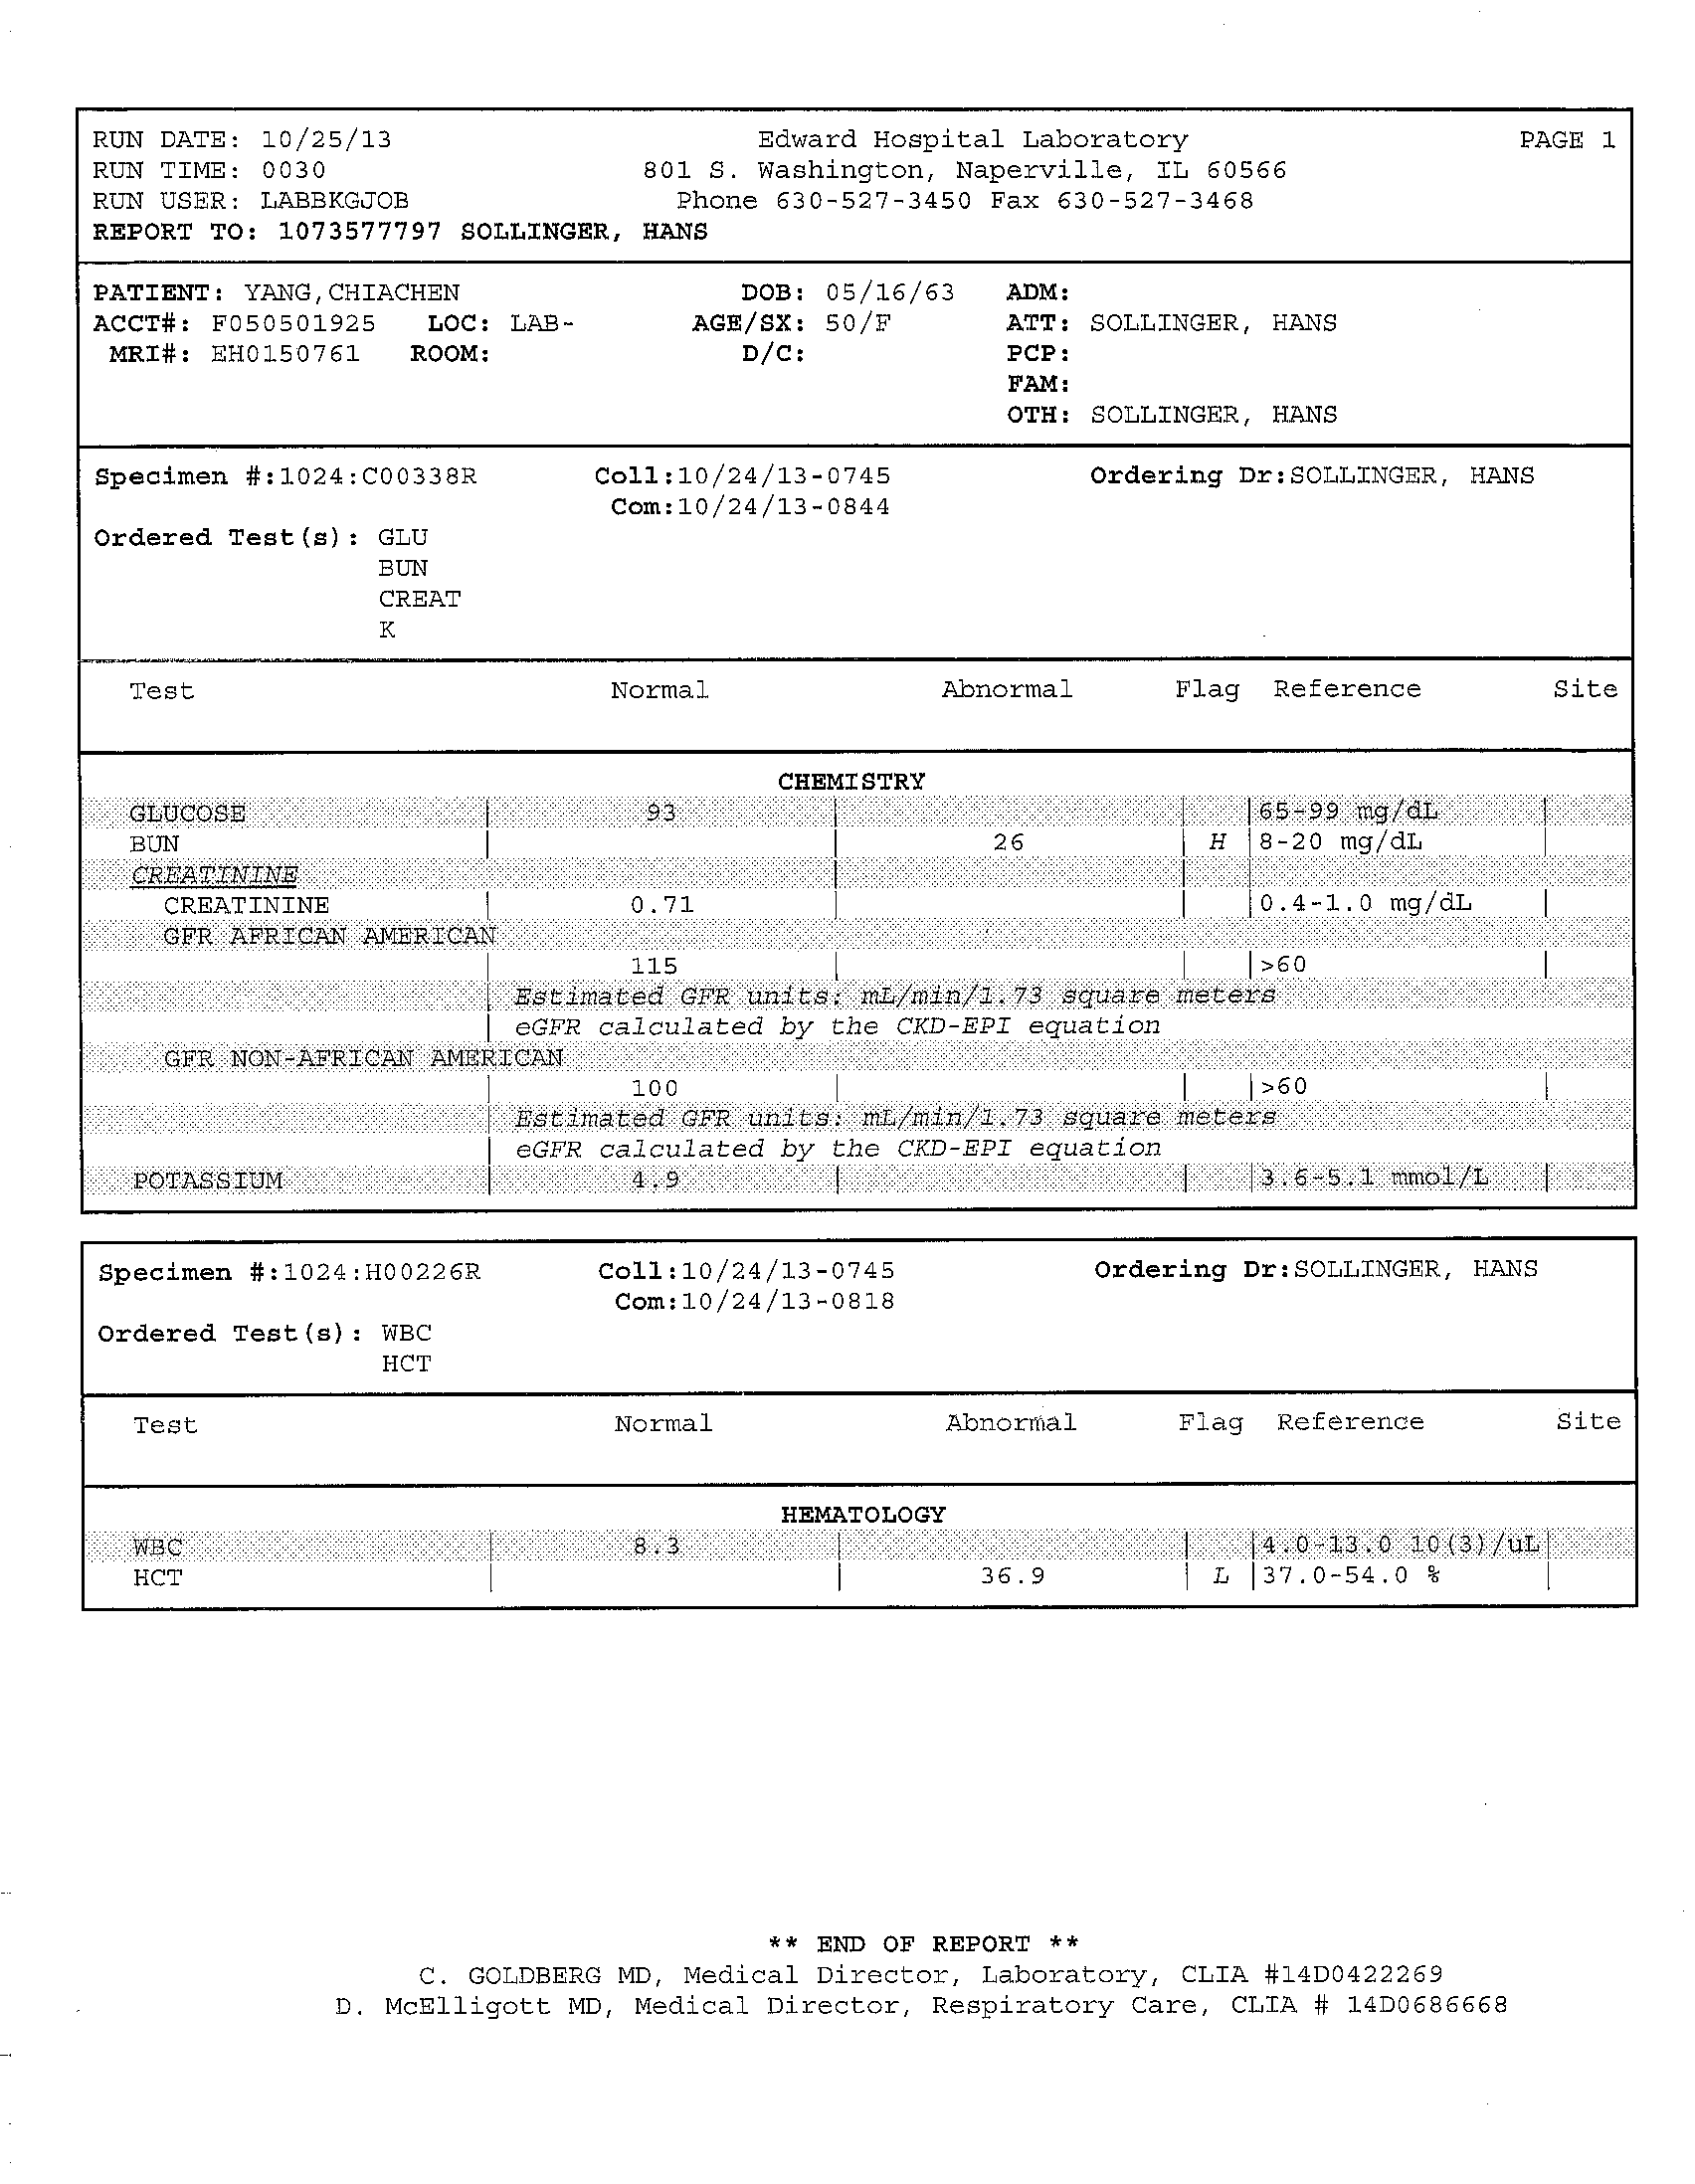 RUN DATE: 10/25/13 Edward Hospital Laboratory PAGE 1
RUN TIME: 0030 801 S. Washington, Naperville, IL 60566
RUN USER: LABBKGJOB Phone 630-527-3450 Fax 630-527-3468
REPORT TO: 1073577797 SOLLINGER, HANS
PATIENT: YANG,CHIACHEN DOB: 05/16/63 ADM:
ACCT#: F050501925 LOC: LAB- AGE/SX: 50/F ATT: SOLLINGER, HANS
MRI#: EH0150761 ROOM: D/C: PCP:
FAM:
OTH: SOLLINGER, HANS
Specimen #:1024:C00338R Coll:10/24/13-0745 Ordering Dr:SOLLINGER, HANS
Com:10/24/13-0844
Ordered Test(s): GLU
BUN
CREAT
K
Test Normal Abnormal Flag Reference Site
CHEMISTRY
GLUCOSE 93 65-99 mg/dL
BUN 26 H 8-20 mg/dL
CREATININE
CREATININE 0.71 0.4-1.0 mg/dL
GFR AFRICAN AMERICAN
115 >60
Estimated GFR units: mL/min/1.73 square meters
eGFR calculated by the CKD-EPI equation
GFR NON-AFRICAN AMERICAN
100 >60
Estimated GFR units: mL/min/1.73 square meters
eGFR calculated by the CKD-EPI equation
POTASSIUM 4.9 3.6-5.1 mmol/L
Specimen #:1024:H00226R Coll:10/24/13-0745 Ordering Dr:SOLLINGER, HANS
Com:10/24/13-0818
Ordered Test(s): WBC
HCT
Test Normal Abnormal Flag Reference Site
HEMATOLOGY
WBC 8.3 4.0-13.0 10(3)/uL
HCT 36.9 L 37.0-54.0 %
** END OF REPORT **
C. GOLDBERG MD, Medical Director, Laboratory, CLIA #14D0422269
D. McElligott MD, Medical Director, Respiratory Care, CLIA # 14D0686668